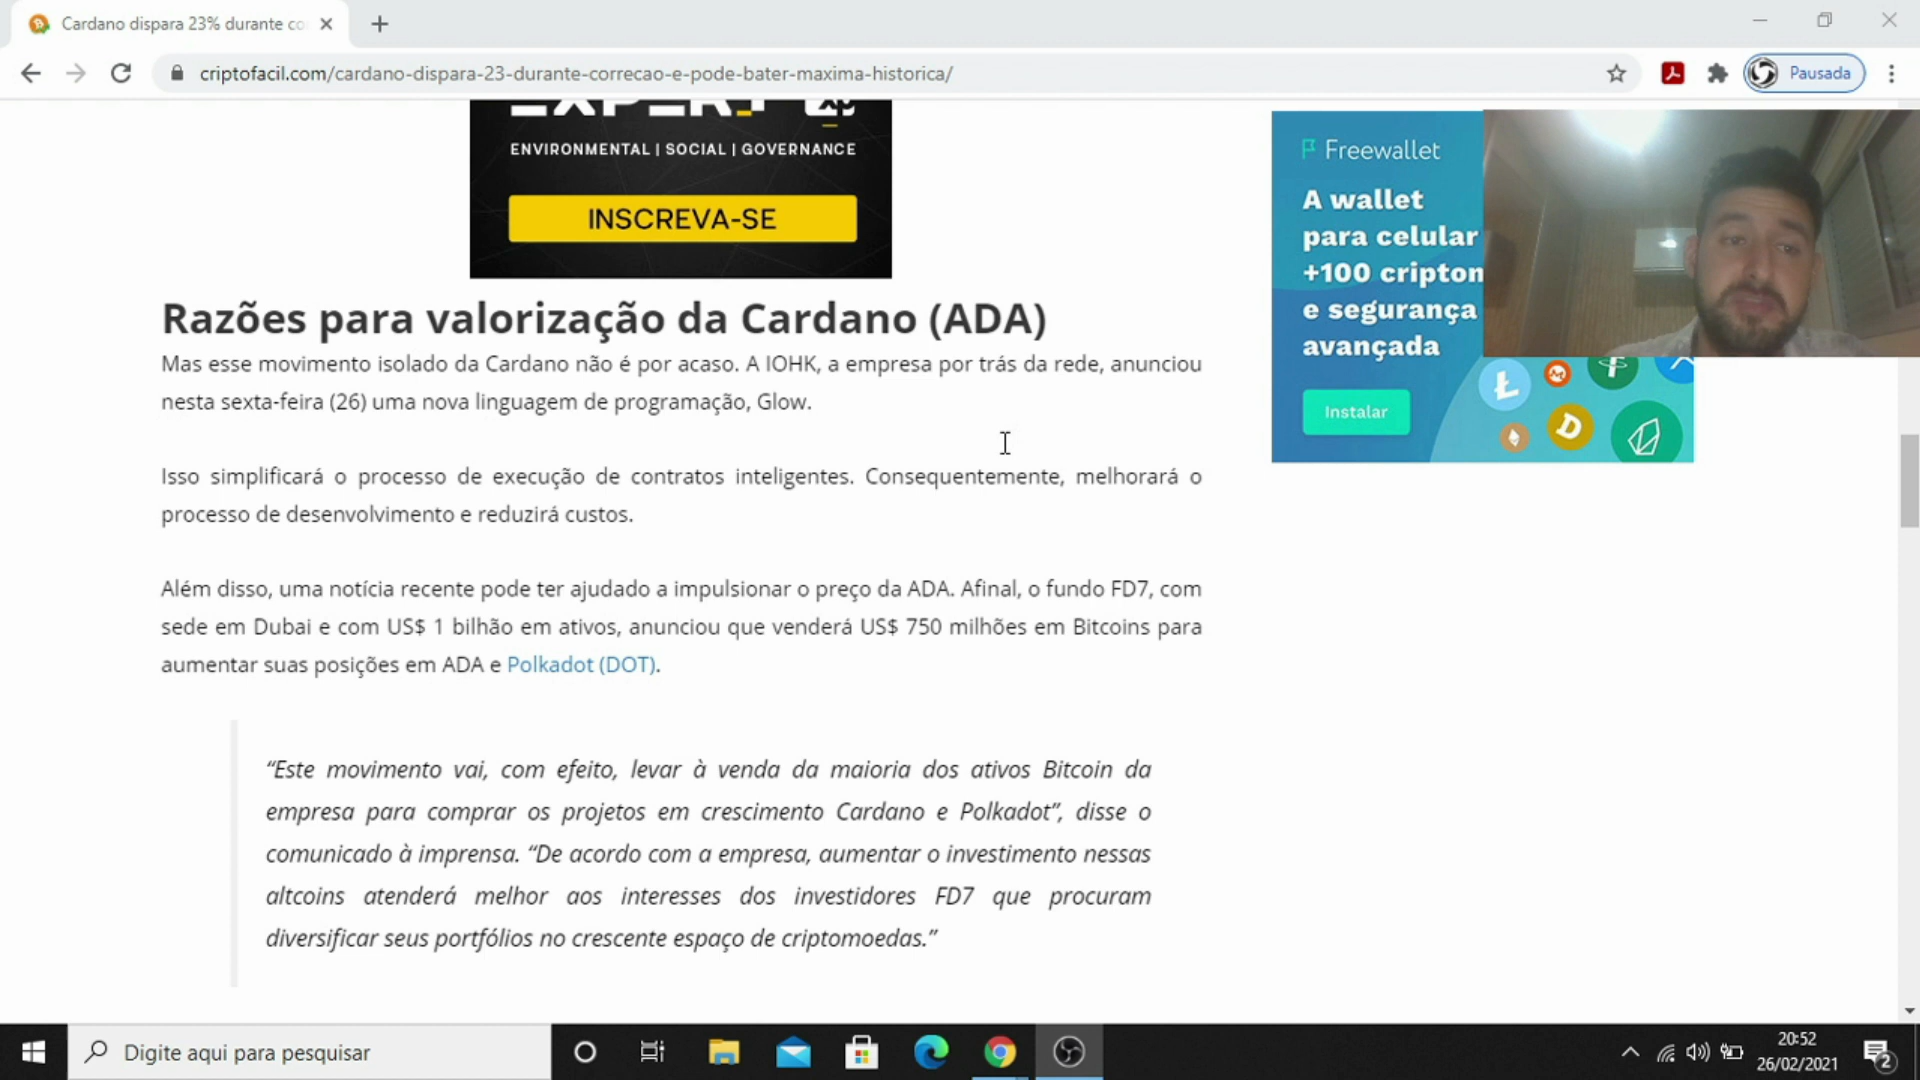 Cardano dispara 23% durante co
criptofacil.com/cardano-dispara-23-durante-correcao-e-pode-bater-maxima-historica/
Pausada
EXPERT XP
ENVIRONMENTAL | SOCIAL | GOVERNANCE
INSCREVA-SE
Freewallet
A wallet
para celular
+100 cripton
e segurança
avançada
Instalar
Razões para valorização da Cardano (ADA)
Mas esse movimento isolado da Cardano não é por acaso. A IOHK, a empresa por trás da rede, anunciou
nesta sexta-feira (26) uma nova linguagem de programação, Glow.
Isso simplificará o processo de execução de contratos inteligentes. Consequentemente, melhorará o
processo de desenvolvimento e reduzirá custos.
Além disso, uma notícia recente pode ter ajudado a impulsionar o preço da ADA. Afinal, o fundo FD7, com
sede em Dubai e com US$ 1 bilhão em ativos, anunciou que venderá US$ 750 milhões em Bitcoins para
aumentar suas posições em ADA e Polkadot (DOT).
“Este movimento vai, com efeito, levar à venda da maioria dos ativos Bitcoin da
empresa para comprar os projetos em crescimento Cardano e Polkadot”, disse o
comunicado à imprensa. “De acordo com a empresa, aumentar o investimento nessas
altcoins atenderá melhor aos interesses dos investidores FD7 que procuram
diversificar seus portfólios no crescente espaço de criptomoedas.”
Digite aqui para pesquisar
20:52
26/02/2021
2